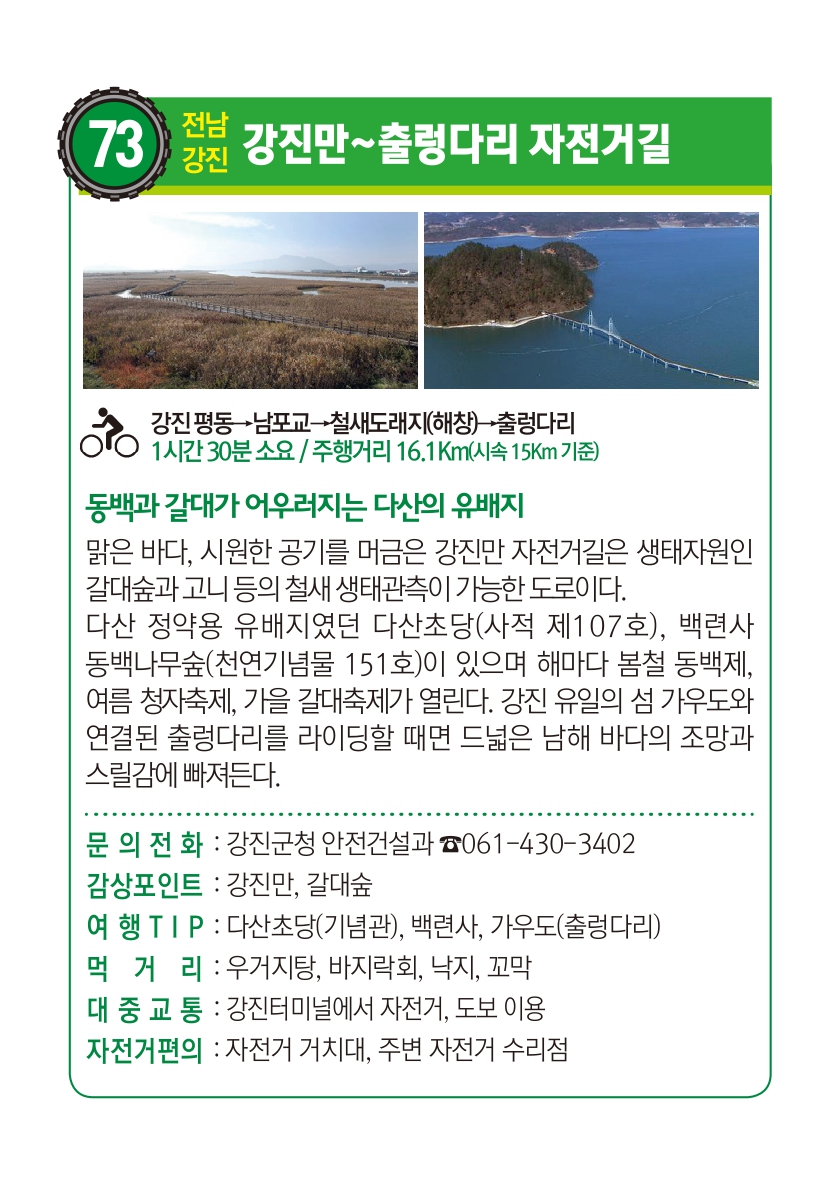 73
전남
강진
강진만~출렁다리 자전거길
강진 평동→남포교→철새도래지(해창)→출렁다리
1시간 30분 소요 / 주행거리 16.1Km(시속 15Km 기준)
동백과 갈대가 어우러지는 다산의 유배지
맑은 바다, 시원한 공기를 머금은 강진만 자전거길은 생태자원인
갈대숲과 고니 등의 철새 생태관측이 가능한 도로이다.
다산 정약용 유배지였던 다산초당(사적 제107호), 백련사
동백나무숲(천연기념물 151호)이 있으며 해마다 봄철 동백제,
여름 청자축제, 가을 갈대축제가 열린다. 강진 유일의 섬 가우도와
연결된 출렁다리를 라이딩할 때면 드넓은 남해 바다의 조망과
스릴감에 빠져든다.
문의전화 : 강진군청 안전건설과 ☎061-430-3402
감상포인트 : 강진만, 갈대숲
여행TIP : 다산초당(기념관), 백련사, 가우도(출렁다리)
먹거리 : 우거지탕, 바지락회, 낙지, 꼬막
대중교통 : 강진터미널에서 자전거, 도보 이용
자전거편의 : 자전거 거치대, 주변 자전거 수리점